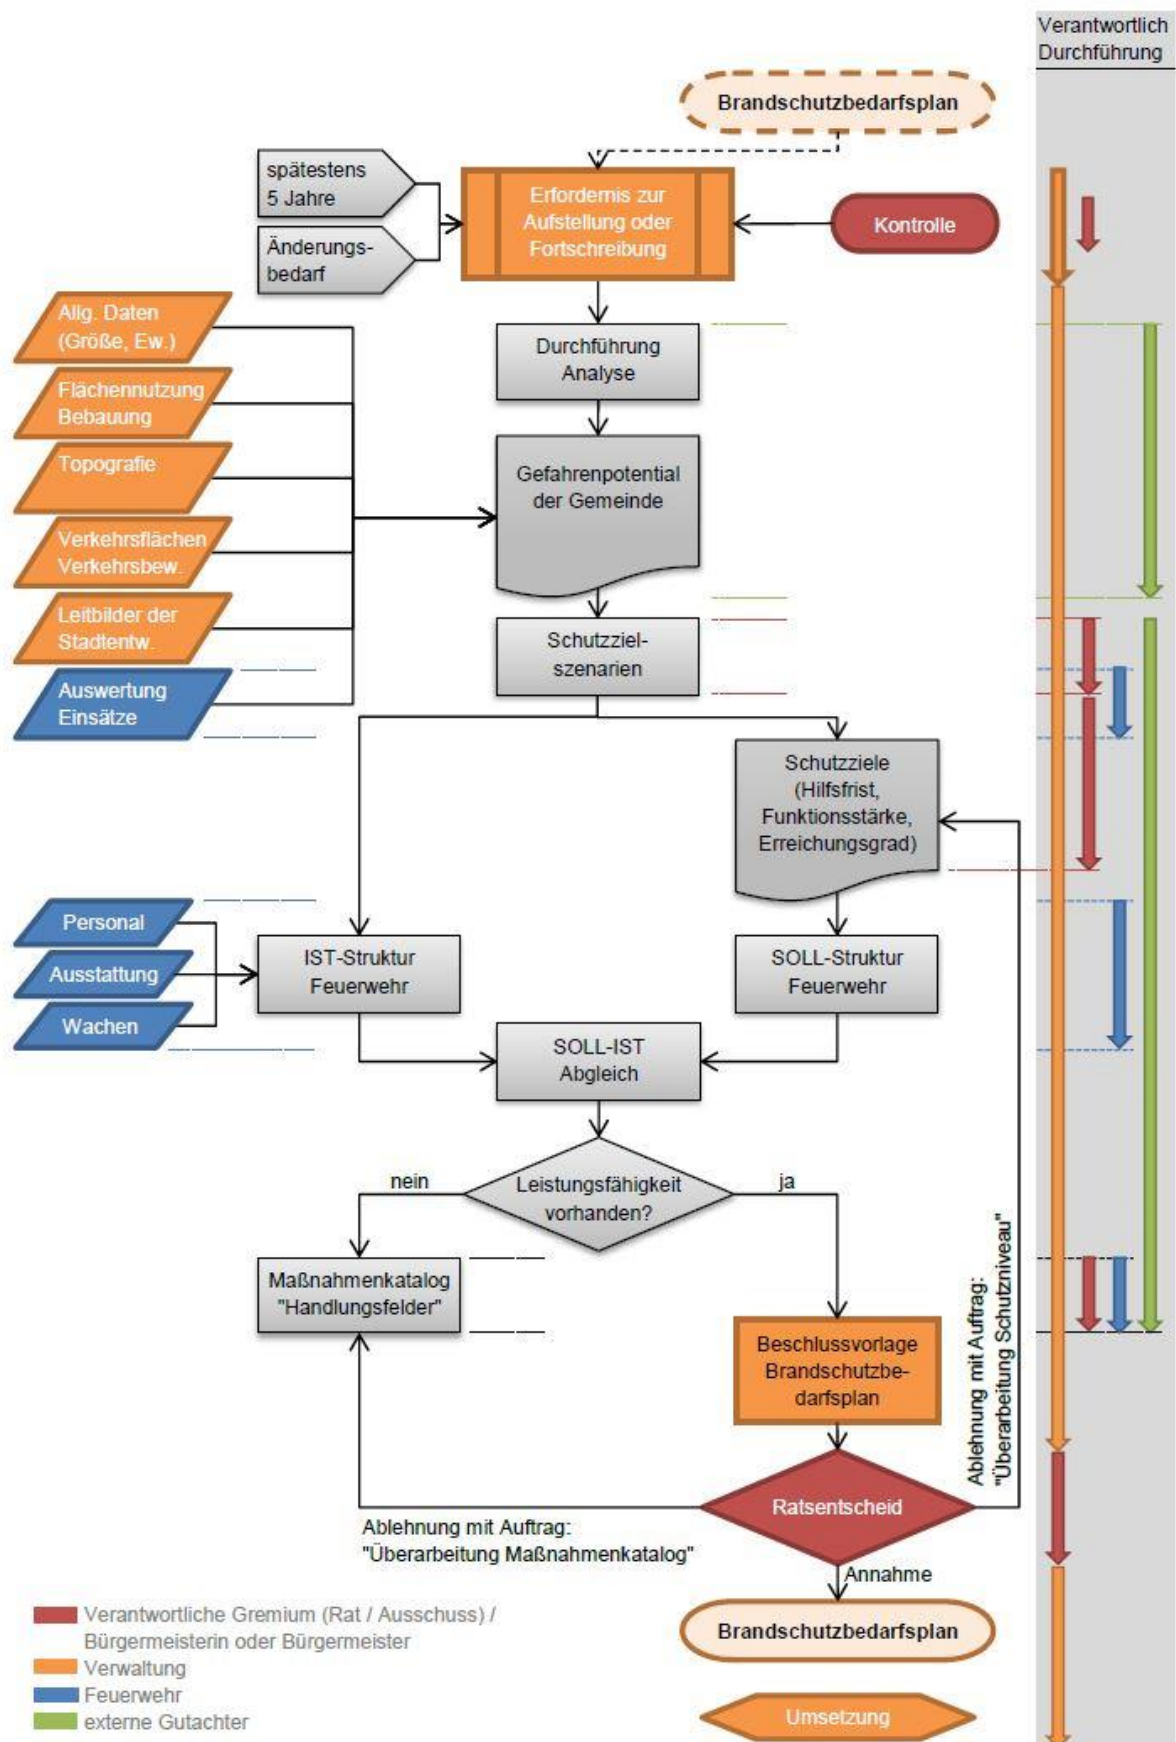 Verantwortlich
Durchführung
Brandschutzbedarfsplan
spätestens
5 Jahre
Änderungs-
bedarf
Erfordernis zur
Aufstellung oder
Fortschreibung
Kontrolle
Allg. Daten
(Größe, Ew.)
Flächennutzung
Bebauung
Topografie
Verkehrsflächen
Verkehrsbew.
Leitbilder der
Stadtentw.
Auswertung
Einsätze
Durchführung
Analyse
Gefahrenpotential
der Gemeinde
Schutzziel-
szenarien
Schutzziele
(Hilfsfrist,
Funktionsstärke,
Erreichungsgrad)
Personal
Ausstattung
Wachen
IST-Struktur
Feuerwehr
SOLL-Struktur
Feuerwehr
SOLL-IST
Abgleich
Leistungsfähigkeit
vorhanden?
nein
ja
Maßnahmenkatalog
"Handlungsfelder"
Beschlussvorlage
Brandschutzbe-
darfsplan
Ablehnung mit Auftrag:
"Überarbeitung Schutzniveau"
Ratsentscheid
Ablehnung mit Auftrag:
"Überarbeitung Maßnahmenkatalog"
Annahme
Brandschutzbedarfsplan
Umsetzung
Verantwortliche Gremium (Rat / Ausschuss) /
Bürgermeisterin oder Bürgermeister
Verwaltung
Feuerwehr
externe Gutachter